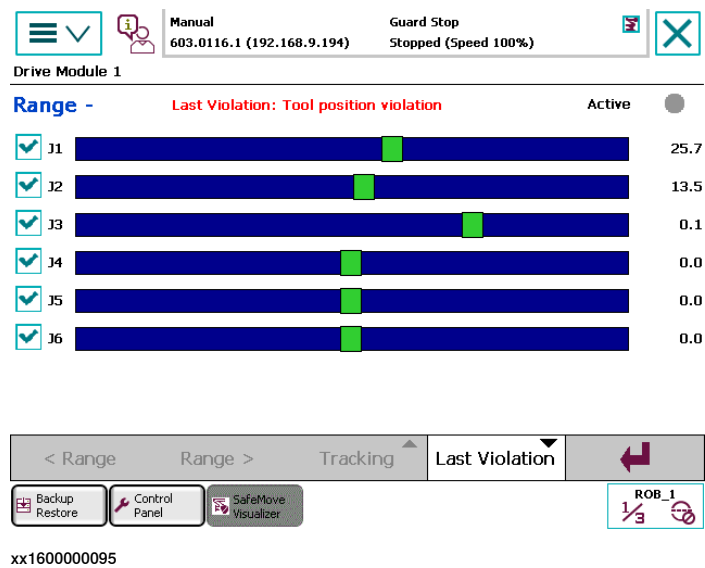 Manual Guard Stop
603.0116.1 (192.168.9.194) Stopped (Speed 100%)
Drive Module 1
Range - Last Violation: Tool position violation Active
J1 25.7
J2 13.5
J3 0.1
J4 0.0
J5 0.0
J6 0.0
< Range Range > Tracking Last Violation
Backup Restore Control Panel SafeMove Visualizer ROB_1 1/3
xx1600000095